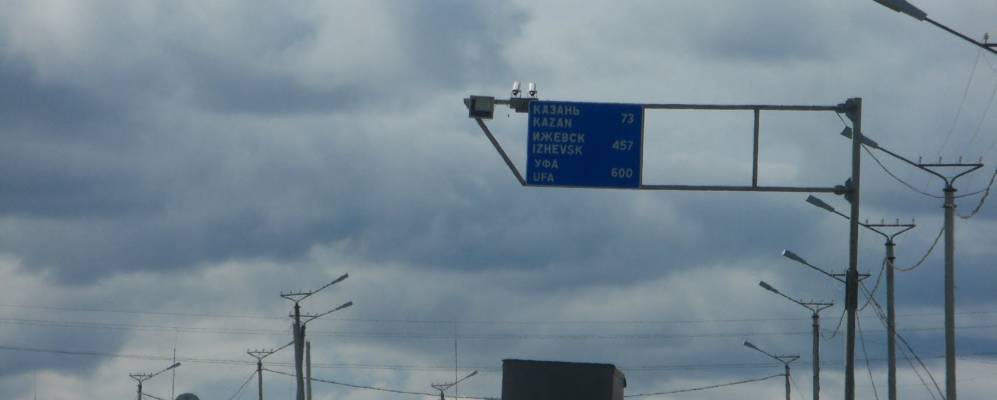 КАЗАНЬ
KAZAN 73
ИЖЕВСК
IZHEVSK 457
УФА
UFA 600